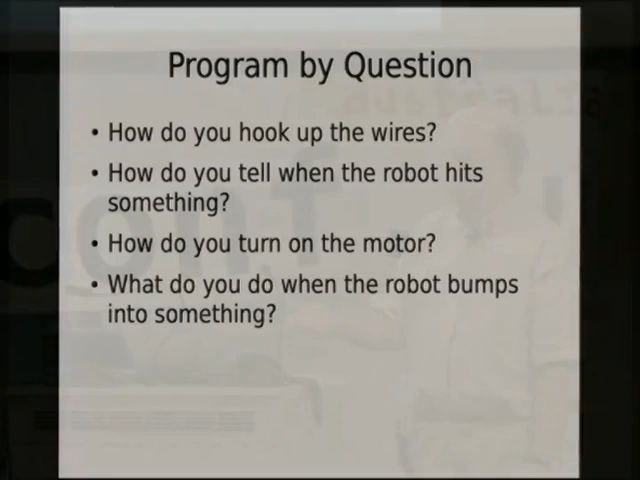 Program by Question
• How do you hook up the wires?
• How do you tell when the robot hits
something?
• How do you turn on the motor?
• What do you do when the robot bumps
into something?
conf.